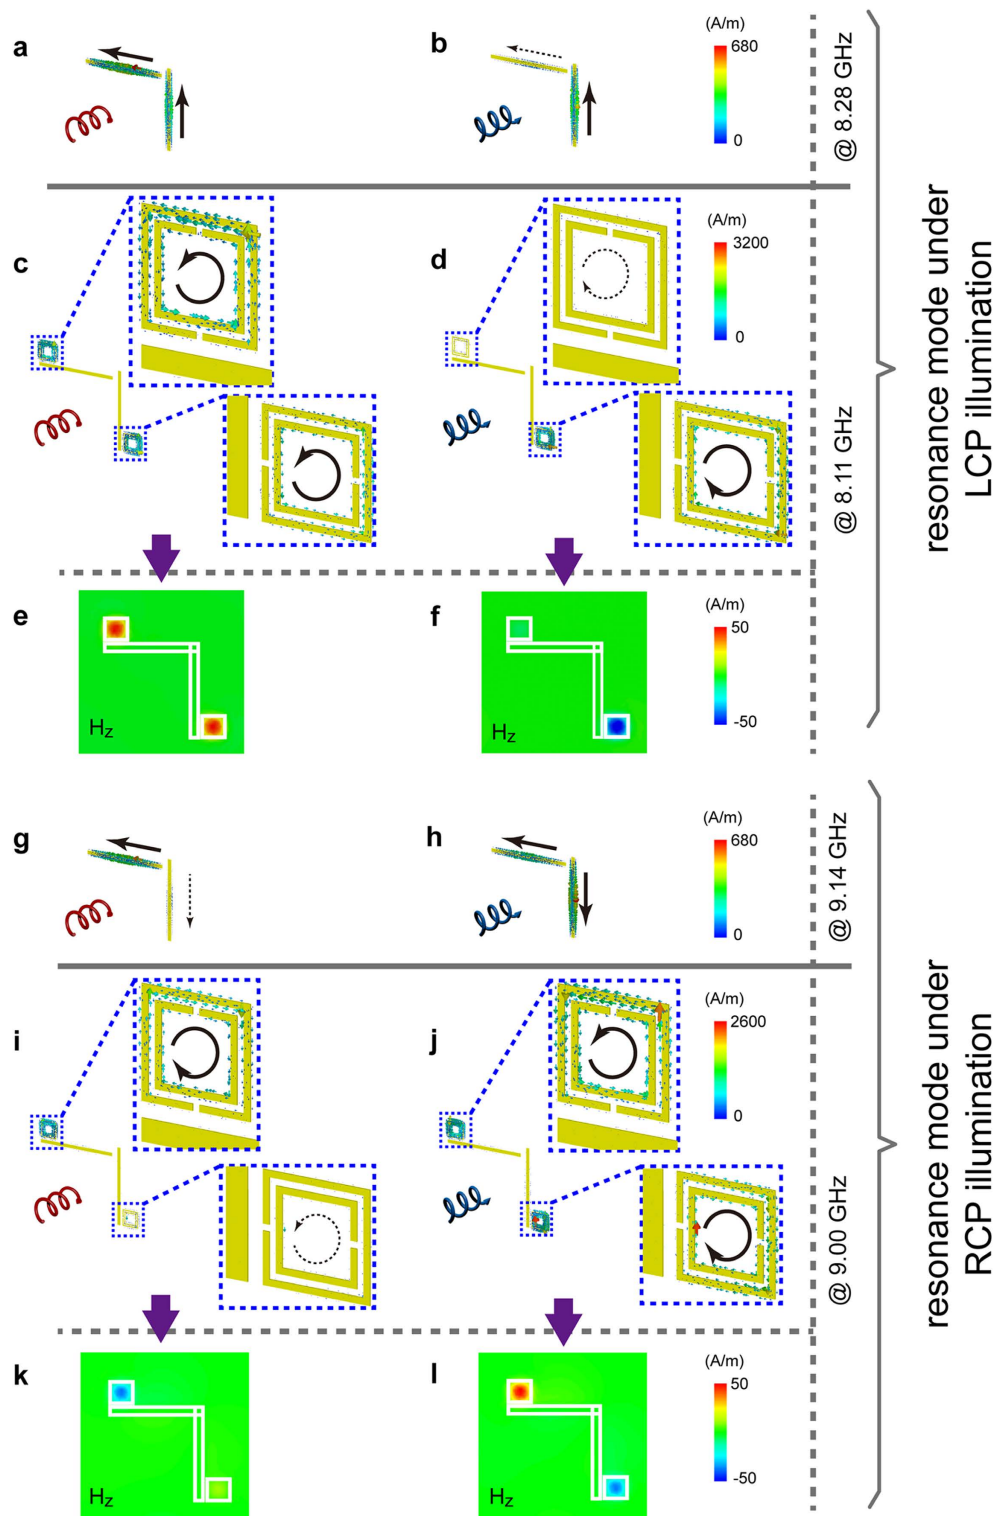 a
b
(A/m)
680
0
@ 8.28 GHz
c
d
(A/m)
3200
0
@ 8.11 GHz
e
f
(A/m)
50
-50
Hz
Hz
resonance mode under
LCP illumination
g
h
(A/m)
680
0
@ 9.14 GHz
i
j
(A/m)
2600
0
@ 9.00 GHz
k
l
(A/m)
50
-50
Hz
Hz
resonance mode under
RCP illumination